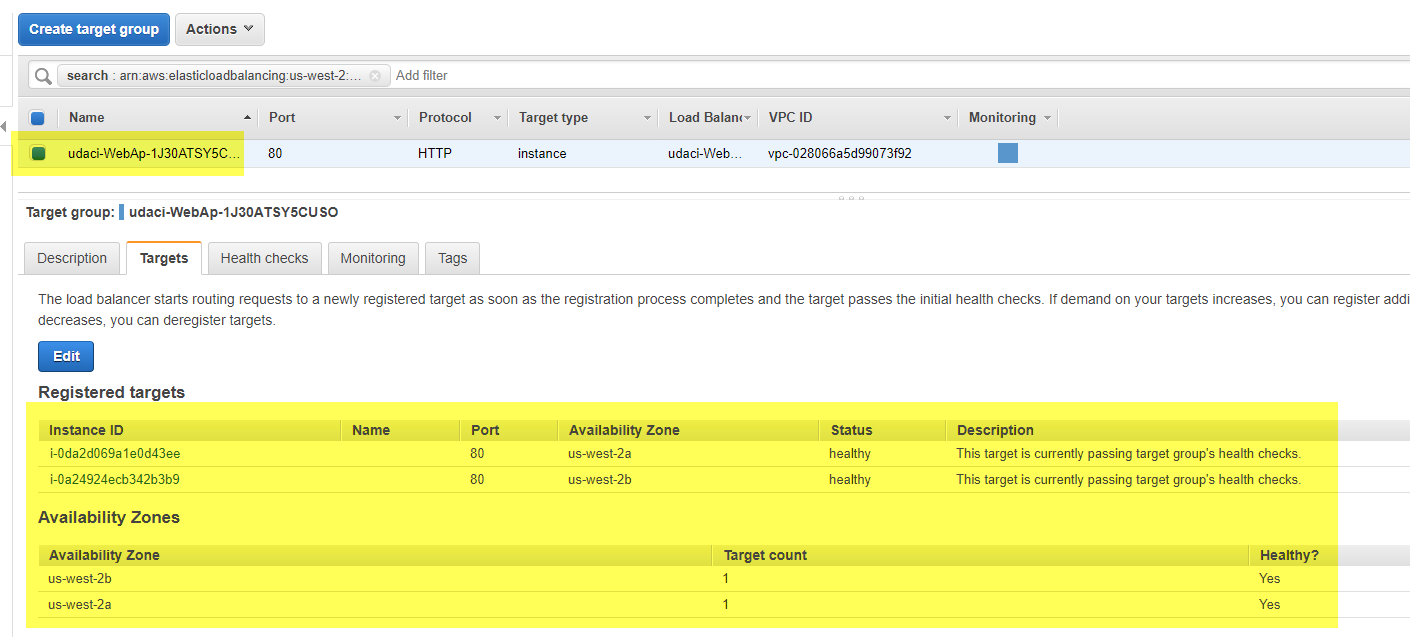 Create target group Actions
search : arn:aws:elasticloadbalancing:us-west-2:... Add filter
Name Port Protocol Target type Load Balanc VPC ID Monitoring
udaci-WebAp-1J30ATSY5C... 80 HTTP instance udaci-Web... vpc-028066a5d99073f92
Target group: udaci-WebAp-1J30ATSY5CUSO
Description Targets Health checks Monitoring Tags
The load balancer starts routing requests to a newly registered target as soon as the registration process completes and the target passes the initial health checks. If demand on your targets increases, you can register addi
decreases, you can deregister targets.
Edit
Registered targets
Instance ID Name Port Availability Zone Status Description
i-0da2d069a1e0d43ee 80 us-west-2a healthy This target is currently passing target group's health checks.
i-0a24924ecb342b3b9 80 us-west-2b healthy This target is currently passing target group's health checks.
Availability Zones
Availability Zone Target count Healthy?
us-west-2b 1 Yes
us-west-2a 1 Yes